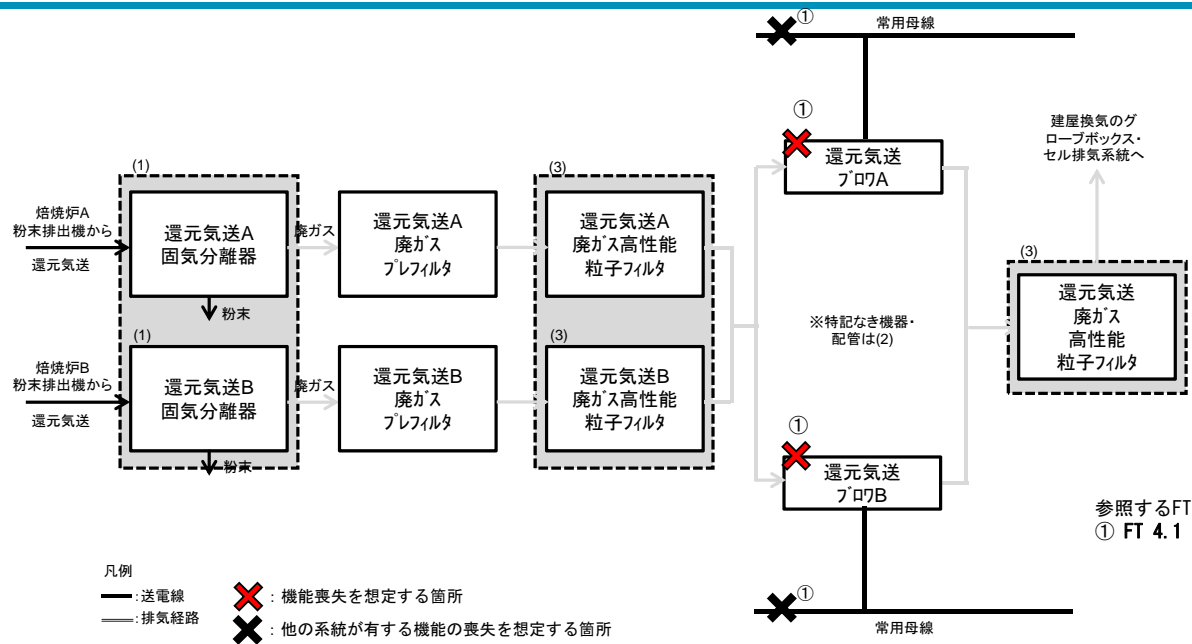 ①
常用母線
①
還元気送
ブロワA
建屋換気のグ
ローブボックス・
セル排気系統へ
(1)
焙焼炉A
粉末排出機から
還元気送
還元気送A
固気分離器
粉末
廃ガス
還元気送A
廃ガス
プレフィルタ
(3)
還元気送A
廃ガス高性能
粒子フィルタ
(3)
還元気送
廃ガス
高性能
粒子フィルタ
※特記なき機器・
配管は(2)
(1)
焙焼炉B
粉末排出機から
還元気送
還元気送B
固気分離器
粉末
廃ガス
還元気送B
廃ガス
プレフィルタ
(3)
還元気送B
廃ガス高性能
粒子フィルタ
①
還元気送
ブロワB
参照するFT
① FT 4.1
凡例
:送電線
:排気経路
: 機能喪失を想定する箇所
: 他の系統が有する機能の喪失を想定する箇所
①
常用母線